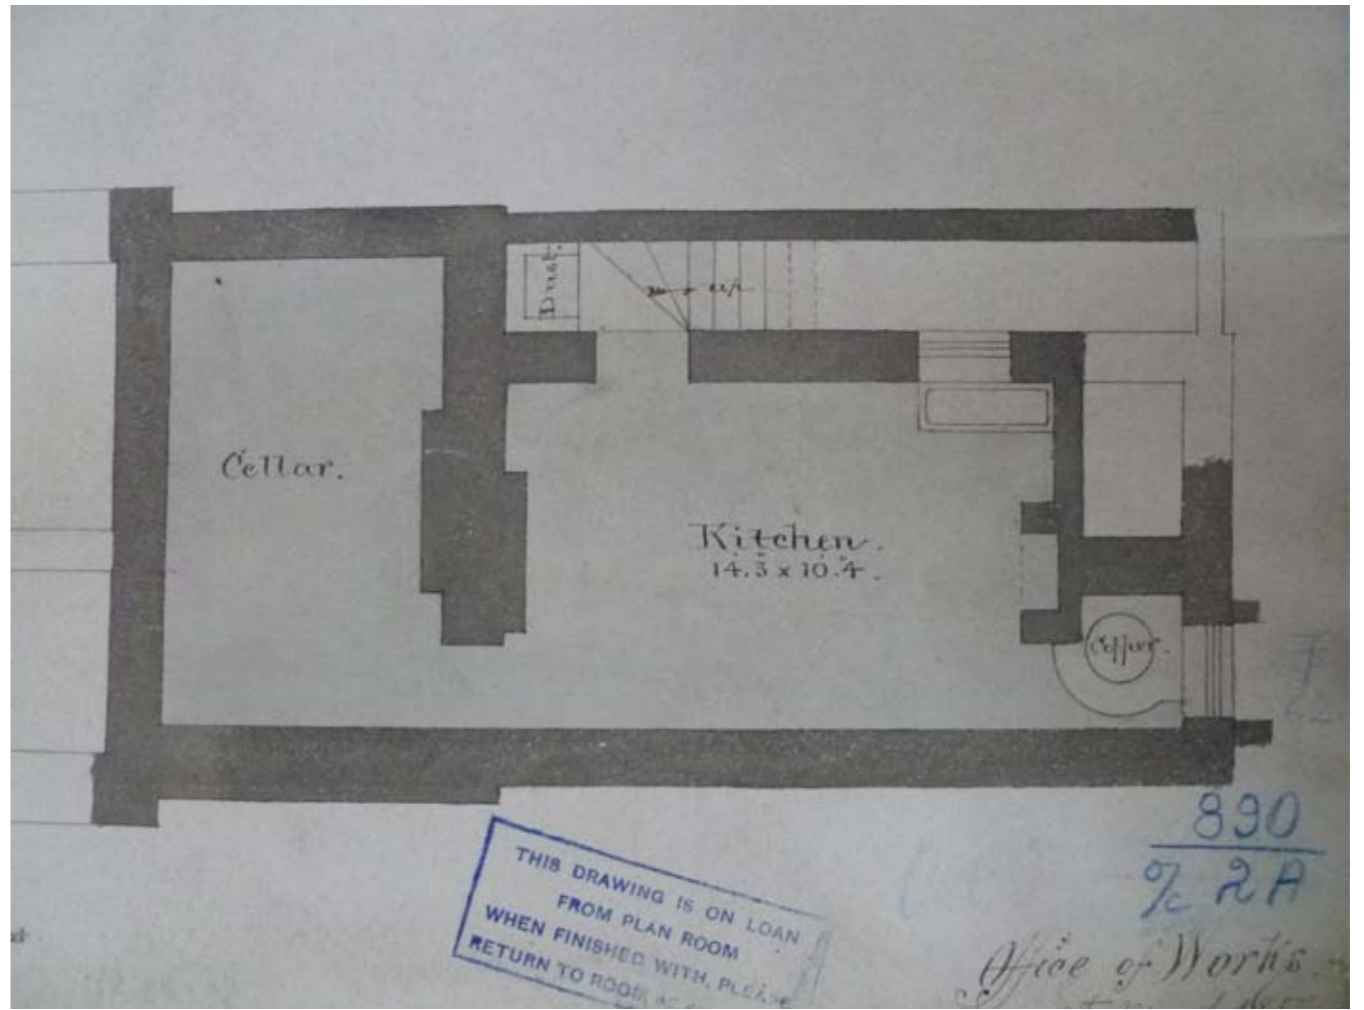 Dust.
up
Cellar.
Kitchen.
14.3 x 10.4.
Copper.
890
o/c 2A
THIS DRAWING IS ON LOAN
FROM PLAN ROOM
WHEN FINISHED WITH, PLEASE
RETURN TO ROOM
Office of Works.